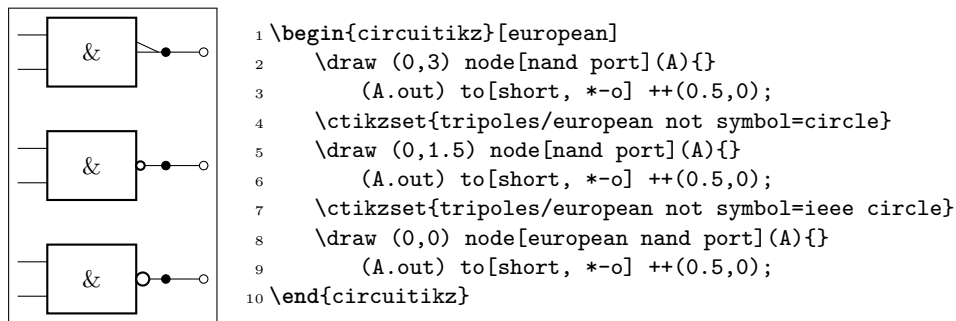 &
&
&
1 \begin{circuitikz}[european]
2     \draw (0,3) node[nand port](A){}
3         (A.out) to[short, *-o] ++(0.5,0);
4     \ctikzset{tripoles/european not symbol=circle}
5     \draw (0,1.5) node[nand port](A){}
6         (A.out) to[short, *-o] ++(0.5,0);
7     \ctikzset{tripoles/european not symbol=ieee circle}
8     \draw (0,0) node[european nand port](A){}
9         (A.out) to[short, *-o] ++(0.5,0);
10 \end{circuitikz}